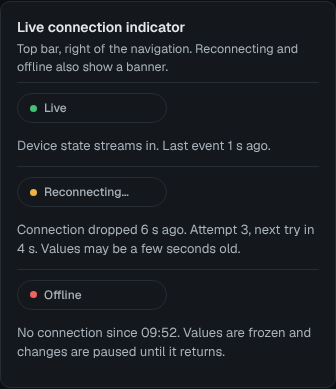 Live connection indicator
Top bar, right of the navigation. Reconnecting and
offline also show a banner.
Live
Device state streams in. Last event 1 s ago.
Reconnecting...
Connection dropped 6 s ago. Attempt 3, next try in
4 s. Values may be a few seconds old.
Offline
No connection since 09:52. Values are frozen and
changes are paused until it returns.